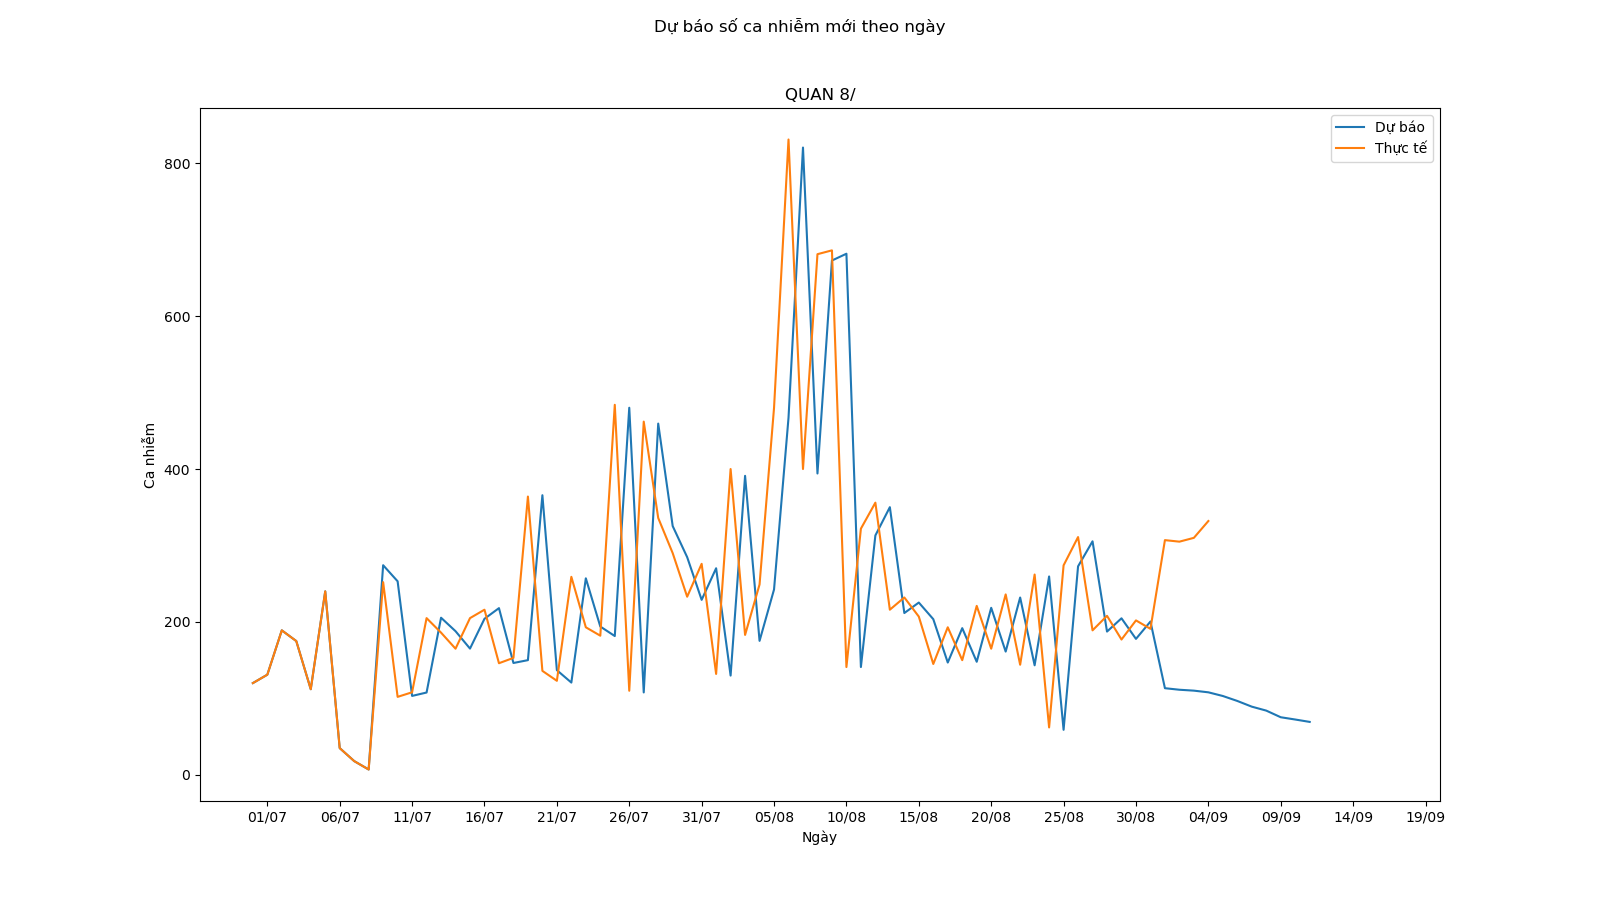 Dự báo số ca nhiễm mới theo ngày
QUAN 8/
Dự báo
Thực tế
800
600
400
200
0
Ca nhiễm
01/07 06/07 11/07 16/07 21/07 26/07 31/07 05/08 10/08 15/08 20/08 25/08 30/08 04/09 09/09 14/09 19/09
Ngày